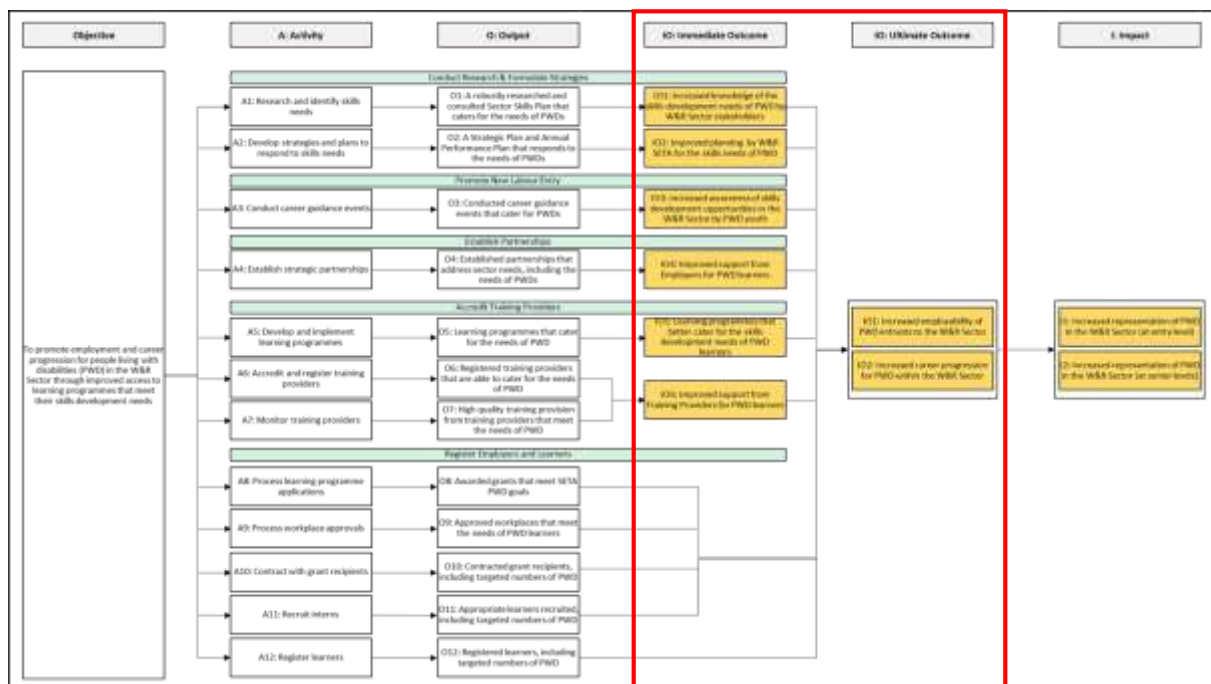 Objective
A: Activity
O: Output
IO: Immediate Outcome
IO: Ultimate Outcome
I: Impact
To promote employment and career
progression for people living with
disabilities (PWD) in the W&R
Sector through improved access to
learning programmes that meet
their skills development needs
Conduct Research & Formulate Strategies
A1: Research and identify skills
needs
O1: A robustly researched and
consulted Sector Skills Plan that
caters for the needs of PWDs
Increased knowledge of the
skills development needs of PWD by
W&R Sector stakeholders
A2: Develop strategies and plans to
respond to skills needs
O2: A Strategic Plan and Annual
Performance Plan that responds to
the needs of PWDs
IO2: Improved planning by W&R
SETA for the skills needs of PWD
Promote New Labour Entry
A3: Conduct career guidance events
O3: Conducted career guidance
events that cater for PWDs
IO3: Increased awareness of skills
development opportunities in the
W&R Sector by PWD youth
Establish Partnerships
A4: Establish strategic partnerships
O4: Established partnerships that
address sector needs, including the
needs of PWDs
IO4: Improved support from
Employers for PWD learners
Accredit Training Providers
A5: Develop and implement
learning programmes
O5: Learning programmes that cater
for the needs of PWD
IO5: Learning programmes that
better cater for the skills
development needs of PWD
learners
A6: Accredit and register training
providers
O6: Registered training providers
that are able to cater for the needs
of PWD
A7: Monitor training providers
O7: High quality training provision
from training providers that meet
the needs of PWD
IO6: Improved support from
Training Providers for PWD learners
Register Employers and Learners
A8: Process learning programme
applications
O8: Awarded grants that meet SETA
PWD goals
A9: Process workplace approvals
O9: Approved workplaces that meet
the needs of PWD learners
A10: Contract with grant recipients
O10: Contracted grant recipients,
including targeted numbers of PWD
A11: Recruit interns
O11: Appropriate learners recruited,
including targeted numbers of PWD
A12: Register learners
O12: Registered learners, including
targeted numbers of PWD
IO1: Increased employability of
PWD entrants to the W&R Sector
IO2: Increased career progression
for PWD within the W&R Sector
I1: Increased representation of PWD
in the W&R Sector (at entry level)
I2: Increased representation of PWD
in the W&R Sector (at senior levels)